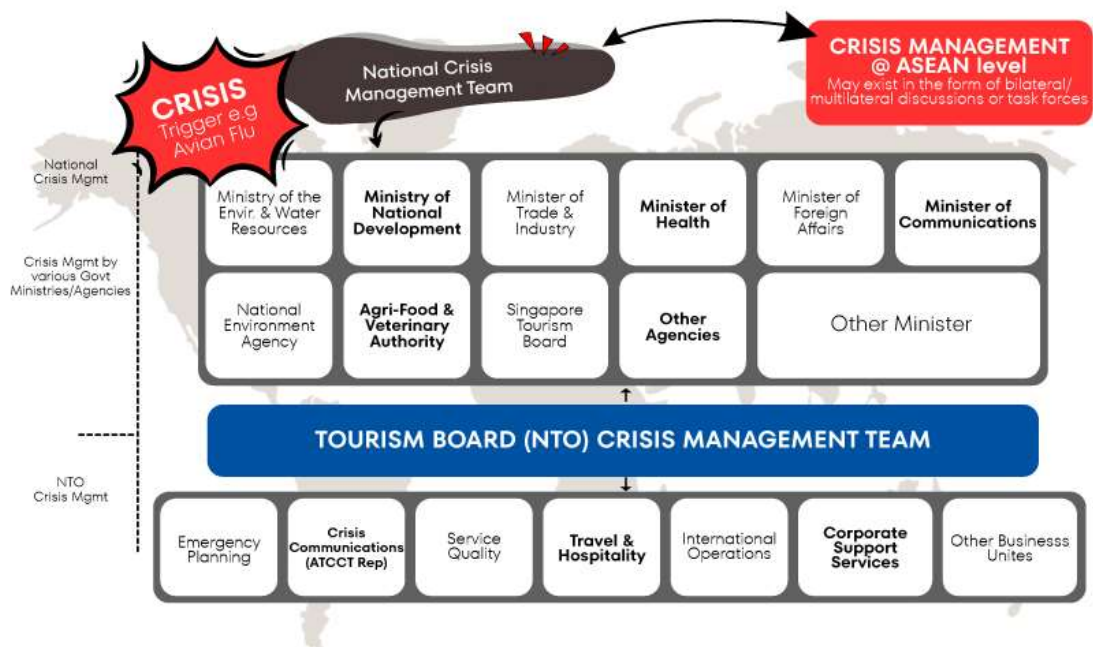 CRISIS
Trigger e.g
Avian Flu
National Crisis
Management Team
CRISIS MANAGEMENT
@ ASEAN level
May exist in the form of bilateral/
multilateral discussions or task forces
National
Crisis Mgmt
Crisis Mgmt by
various Govt
Ministries/Agencies
NTO
Crisis Mgmt
Ministry of the
Envir. & Water
Resources
Ministry of
National
Development
Minister of
Trade &
Industry
Minister of
Health
Minister of
Foreign
Affairs
Minister of
Communications
National
Environment
Agency
Agri-Food &
Veterinary
Authority
Singapore
Tourism
Board
Other
Agencies
Other Minister
TOURISM BOARD (NTO) CRISIS MANAGEMENT TEAM
Emergency
Planning
Crisis
Communications
(ATCCT Rep)
Service
Quality
Travel &
Hospitality
International
Operations
Corporate
Support
Services
Other Businesss
Unites